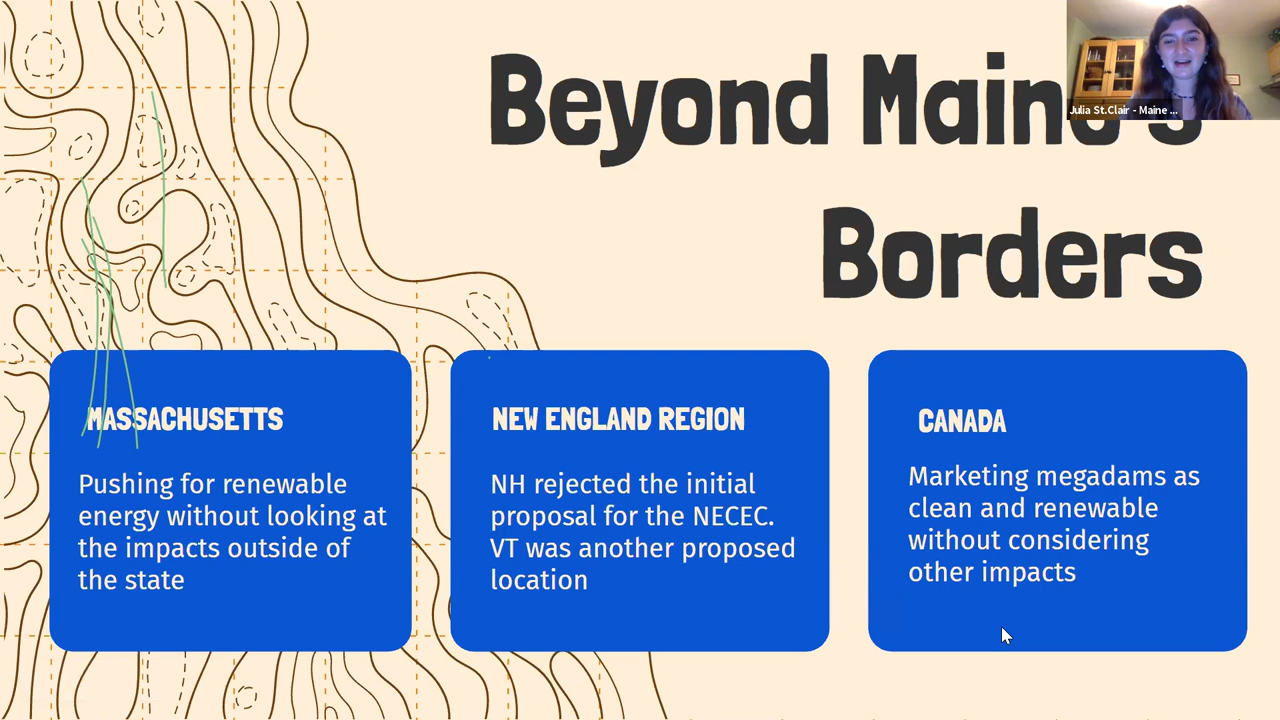 Beyond Maine's
Borders
Julia St.Clair - Maine ...
MASSACHUSETTS
Pushing for renewable
energy without looking at
the impacts outside of
the state
NEW ENGLAND REGION
NH rejected the initial
proposal for the NECEC.
VT was another proposed
location
CANADA
Marketing megadams as
clean and renewable
without considering
other impacts